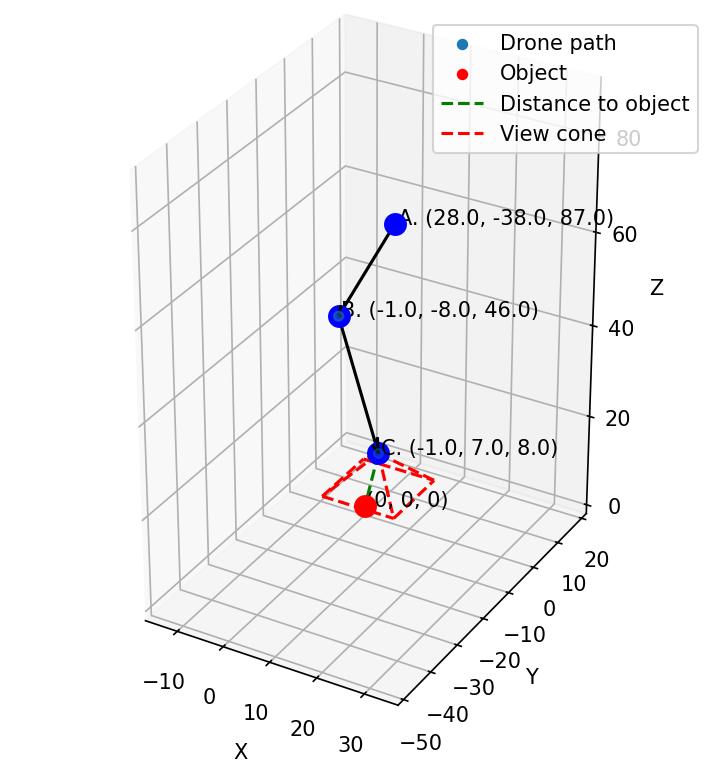 Drone path
Object
Distance to object
View cone
80
A. (28.0, -38.0, 87.0)
60
Z
B. (-1.0, -8.0, 46.0)
40
20
C. (-1.0, 7.0, 8.0)
(0, 0, 0)
0
20
10
0
−10
−20
Y
−30
−40
−50
−10
0
10
20
30
X